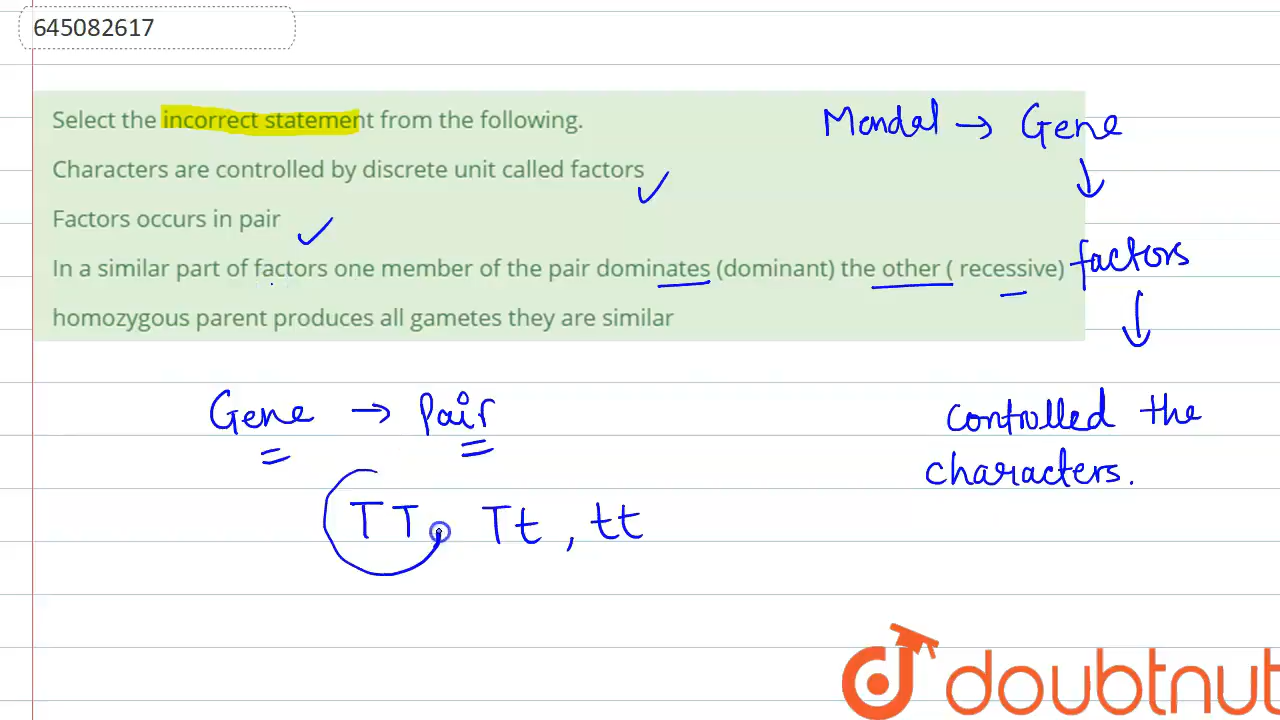 645082617
Select the incorrect statement from the following.
Characters are controlled by discrete unit called factors
Factors occurs in pair
In a similar part of factors one member of the pair dominates (dominant) the other ( recessive)
homozygous parent produces all gametes they are similar
Mendal → Gene
↓
factors
↓
controlled the
characters.
Gene → Pair
TT, Tt, tt
doubtnut